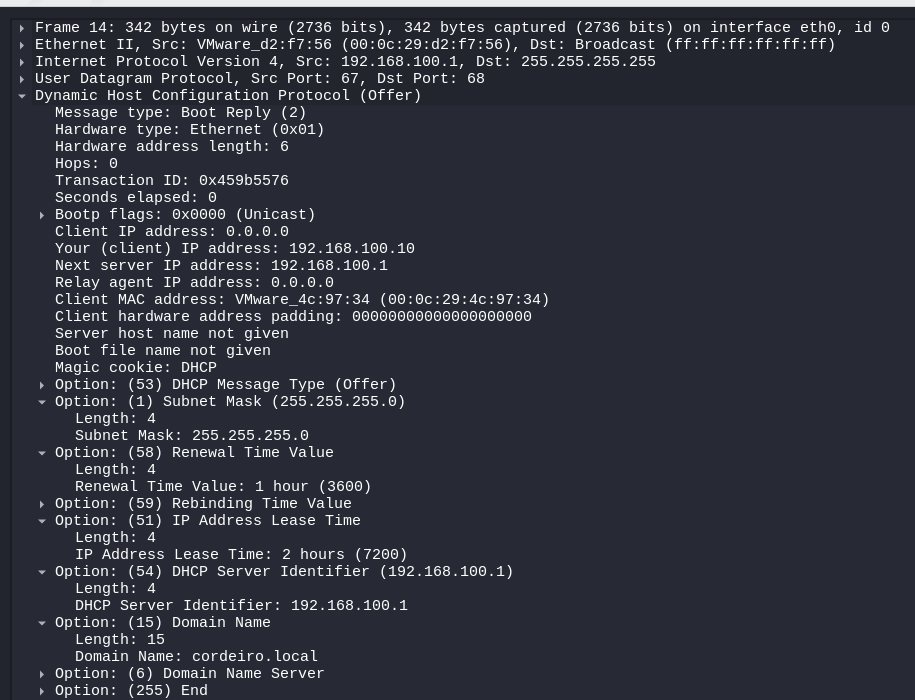 Frame 14: 342 bytes on wire (2736 bits), 342 bytes captured (2736 bits) on interface eth0, id 0
Ethernet II, Src: VMware_d2:f7:56 (00:0c:29:d2:f7:56), Dst: Broadcast (ff:ff:ff:ff:ff:ff)
Internet Protocol Version 4, Src: 192.168.100.1, Dst: 255.255.255.255
User Datagram Protocol, Src Port: 67, Dst Port: 68
Dynamic Host Configuration Protocol (Offer)
Message type: Boot Reply (2)
Hardware type: Ethernet (0x01)
Hardware address length: 6
Hops: 0
Transaction ID: 0x459b5576
Seconds elapsed: 0
Bootp flags: 0x0000 (Unicast)
Client IP address: 0.0.0.0
Your (client) IP address: 192.168.100.10
Next server IP address: 192.168.100.1
Relay agent IP address: 0.0.0.0
Client MAC address: VMware_4c:97:34 (00:0c:29:4c:97:34)
Client hardware address padding: 00000000000000000000
Server host name not given
Boot file name not given
Magic cookie: DHCP
Option: (53) DHCP Message Type (Offer)
Option: (1) Subnet Mask (255.255.255.0)
Length: 4
Subnet Mask: 255.255.255.0
Option: (58) Renewal Time Value
Length: 4
Renewal Time Value: 1 hour (3600)
Option: (59) Rebinding Time Value
Option: (51) IP Address Lease Time
Length: 4
IP Address Lease Time: 2 hours (7200)
Option: (54) DHCP Server Identifier (192.168.100.1)
Length: 4
DHCP Server Identifier: 192.168.100.1
Option: (15) Domain Name
Length: 15
Domain Name: cordeiro.local
Option: (6) Domain Name Server
Option: (255) End